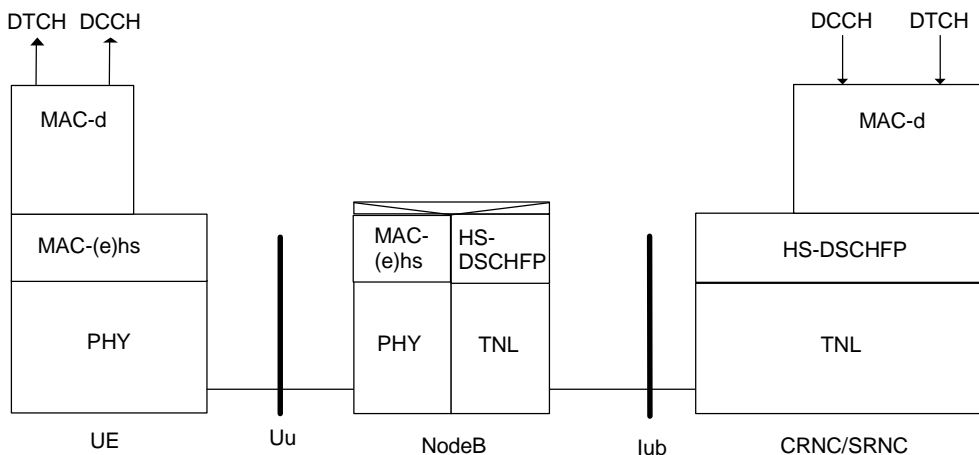 DTCH DCCH
DCCH DTCH
MAC-d
MAC-d
MAC-(e)hs
MAC-
(e)hs
HS-
DSCHFP
HS-DSCHFP
PHY
PHY
TNL
TNL
UE
Uu
NodeB
Iub
CRNC/SRNC